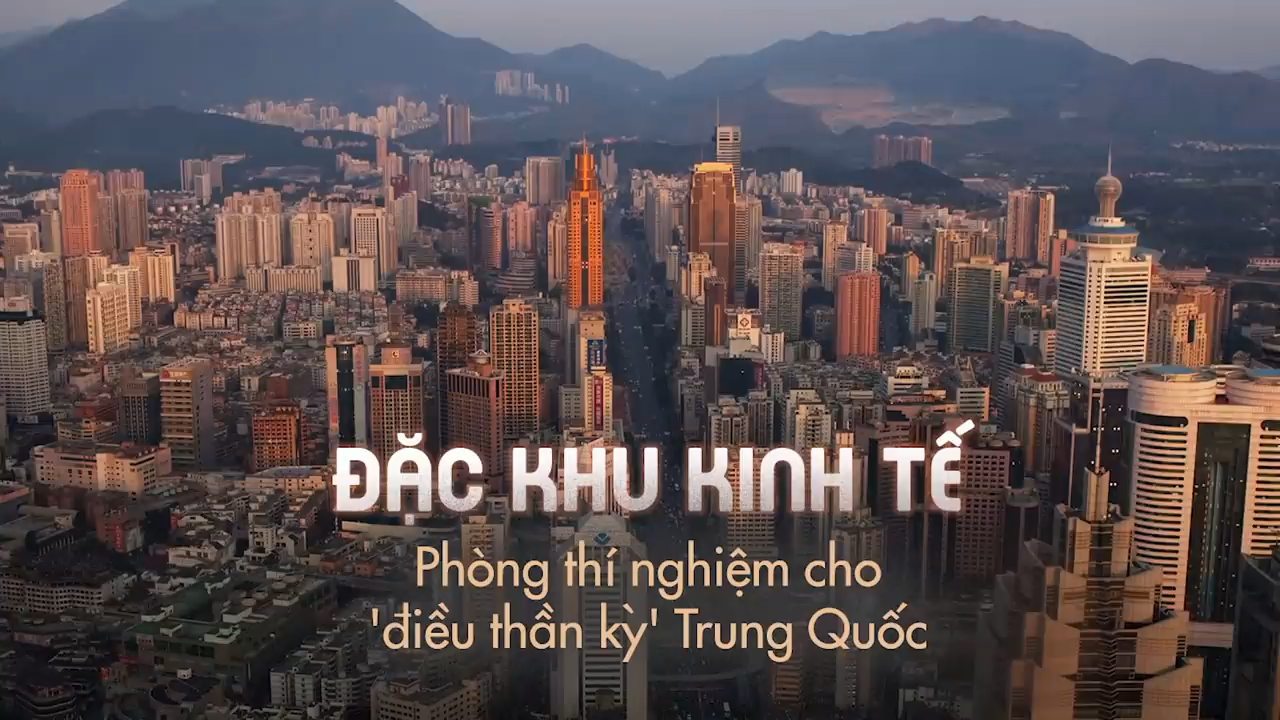 ĐẶC KHU KINH TẾ
Phòng thí nghiệm cho
'điều thần kỳ' Trung Quốc